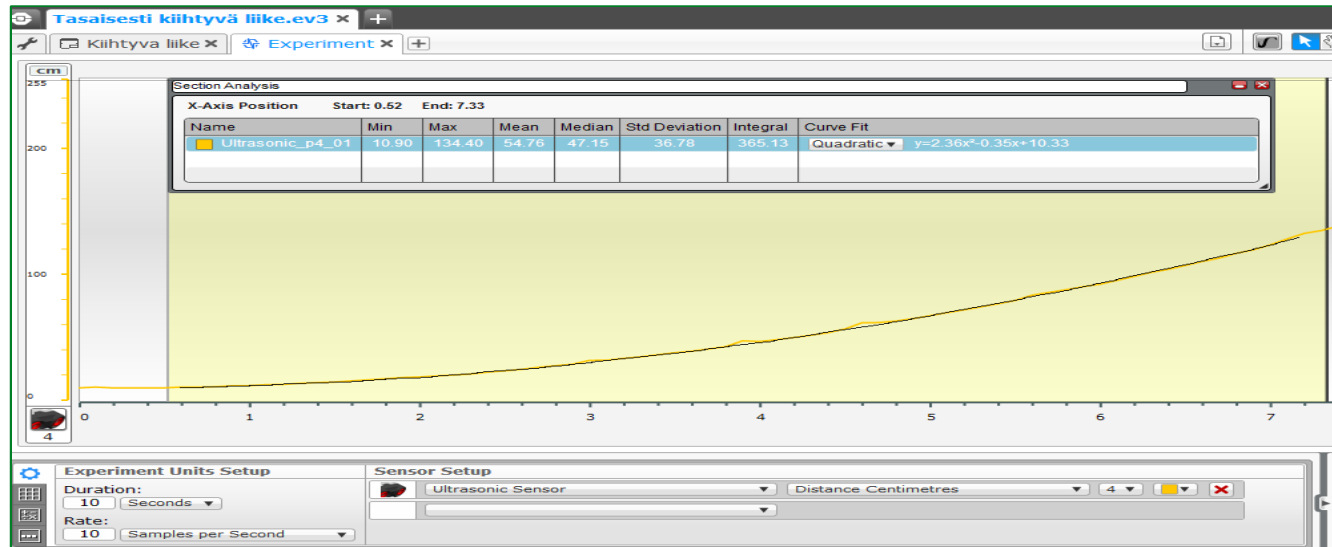 Tasaisesti kiihtyvä liike.ev3
Kiihtyva liike
Experiment
cm
255
200
100
0
Section Analysis
X-Axis Position Start: 0.52 End: 7.33
Name Min Max Mean Median Std Deviation Integral Curve Fit
Ultrasonic_p4_01 10.90 134.40 54.76 47.15 36.78 365.13 Quadratic y=2.36x²-0.35x+10.33
0 1 2 3 4 5 6 7
4
Experiment Units Setup
Duration:
10 Seconds
Rate:
10 Samples per Second
Sensor Setup
Ultrasonic Sensor Distance Centimetres 4